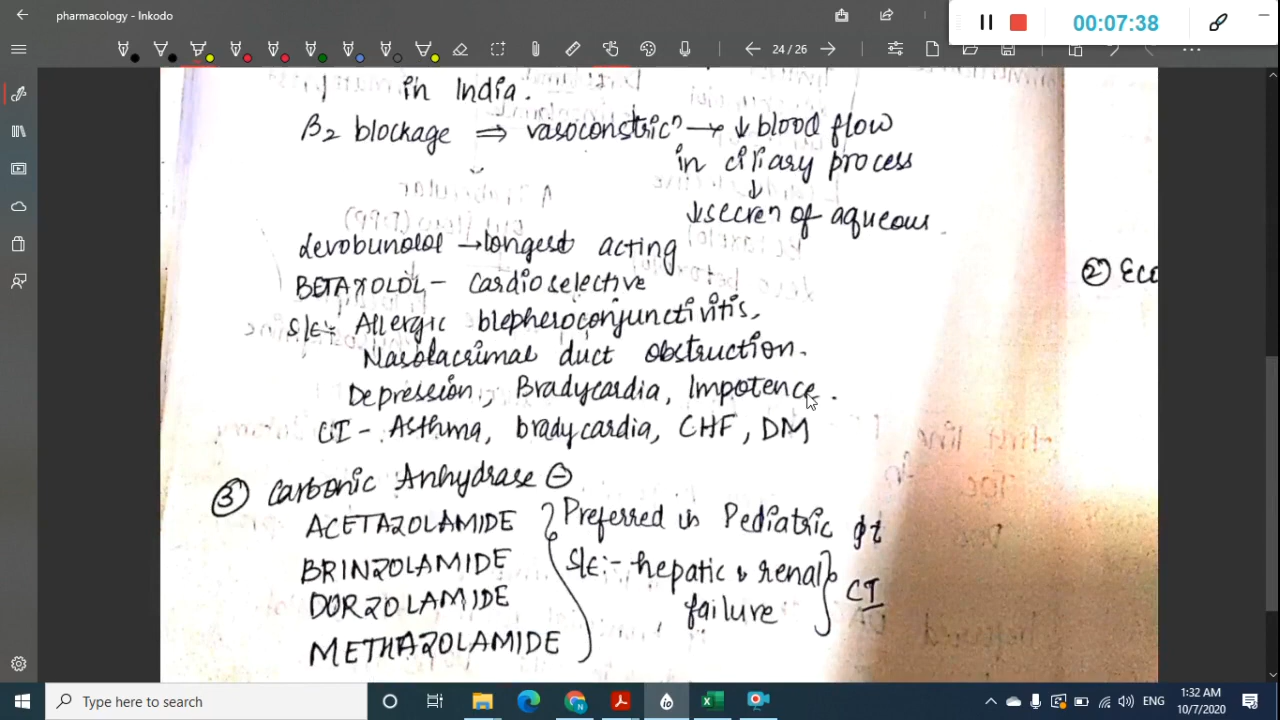 pharmacology - Inkodo
00:07:38
24 / 26
in India.
β2 blockage ⇒ vasoconstricⁿ → ↓ blood flow
in ciliary process
↓
↓ secreⁿ of aqueous
Levobunolol → longest acting
BETAXOLOL - Cardioselective
② Eco
S/E:- Allergic blepheroconjunctivitis,
Nasolacrimal duct obstruction.
Depression, Bradycardia, Impotence.
CI - Asthma, bradycardia, CHF, DM
③ Carbonic Anhydrase ⊖
ACETAZOLAMIDE
Preferred in Pediatric pt
BRINZOLAMIDE
S/E:- hepatic & renal
DORZOLAMIDE
failure
CI
METHAZOLAMIDE
Type here to search
ENG
1:32 AM
10/7/2020